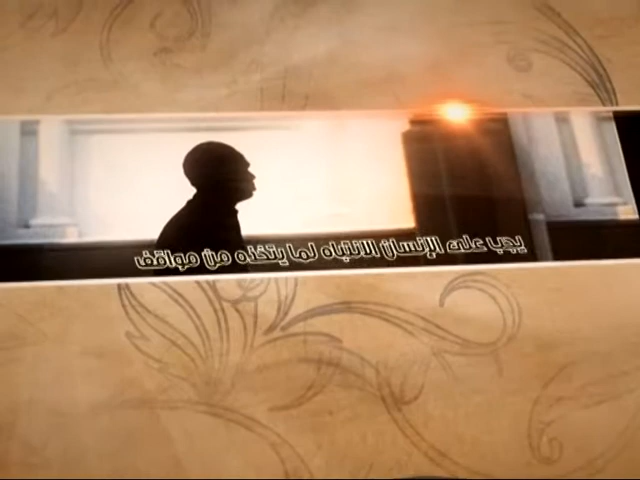 يجب على الإنسان الانتباه لما يتخذه من مواقف